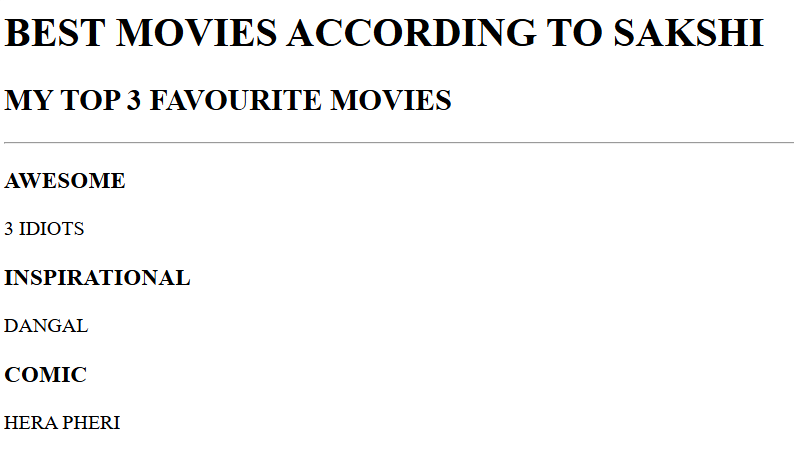 BEST MOVIES ACCORDING TO SAKSHI
MY TOP 3 FAVOURITE MOVIES
AWESOME
3 IDIOTS
INSPIRATIONAL
DANGAL
COMIC
HERA PHERI